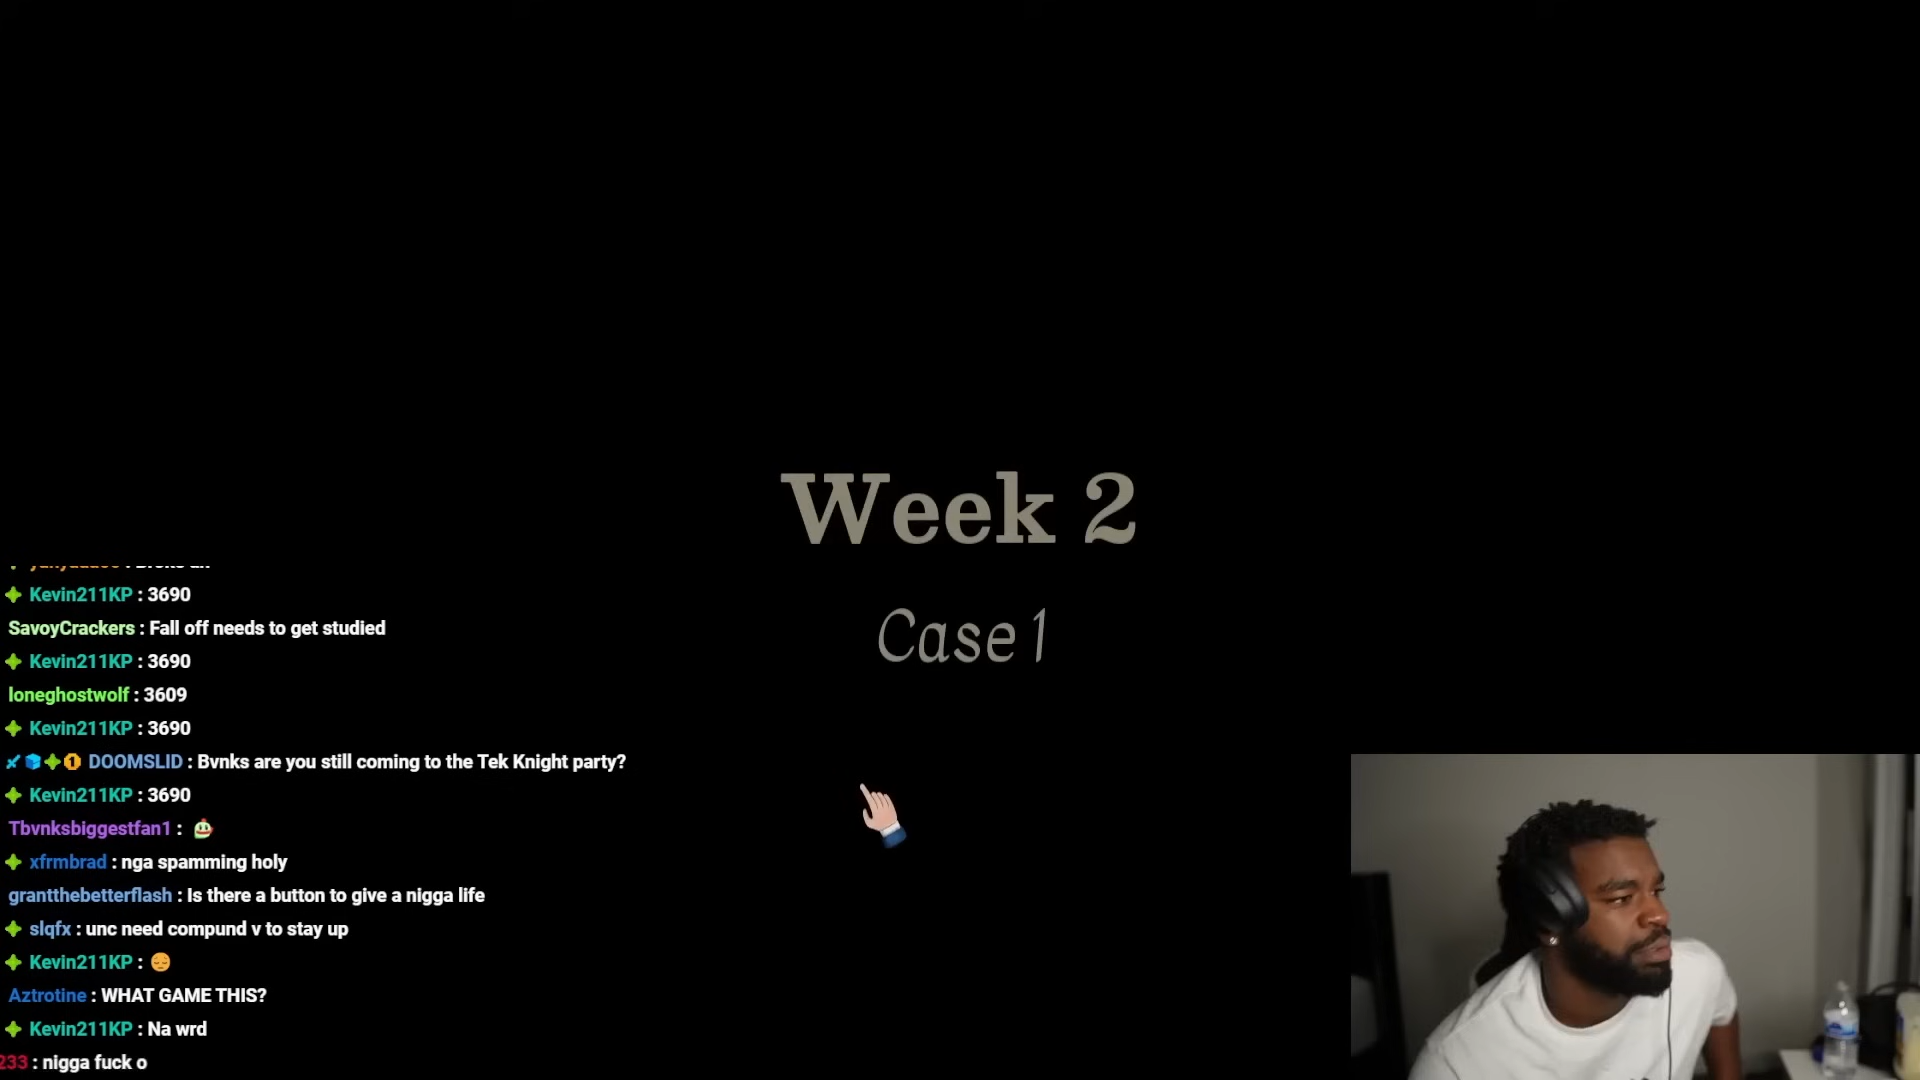 Week 2
Case 1
Kevin211KP : 3690
SavoyCrackers : Fall off needs to get studied
Kevin211KP : 3690
loneghostwolf : 3609
Kevin211KP : 3690
DOOMSLID : Bvnks are you still coming to the Tek Knight party?
Kevin211KP : 3690
Tbvnksbiggestfan1 :
xfrmbrad : nga spamming holy
grantthebetterflash : Is there a button to give a nigga life
slqfx : unc need compund v to stay up
Kevin211KP : 😔
Aztrotine : WHAT GAME THIS?
Kevin211KP : Na wrd
233 : nigga fuck o